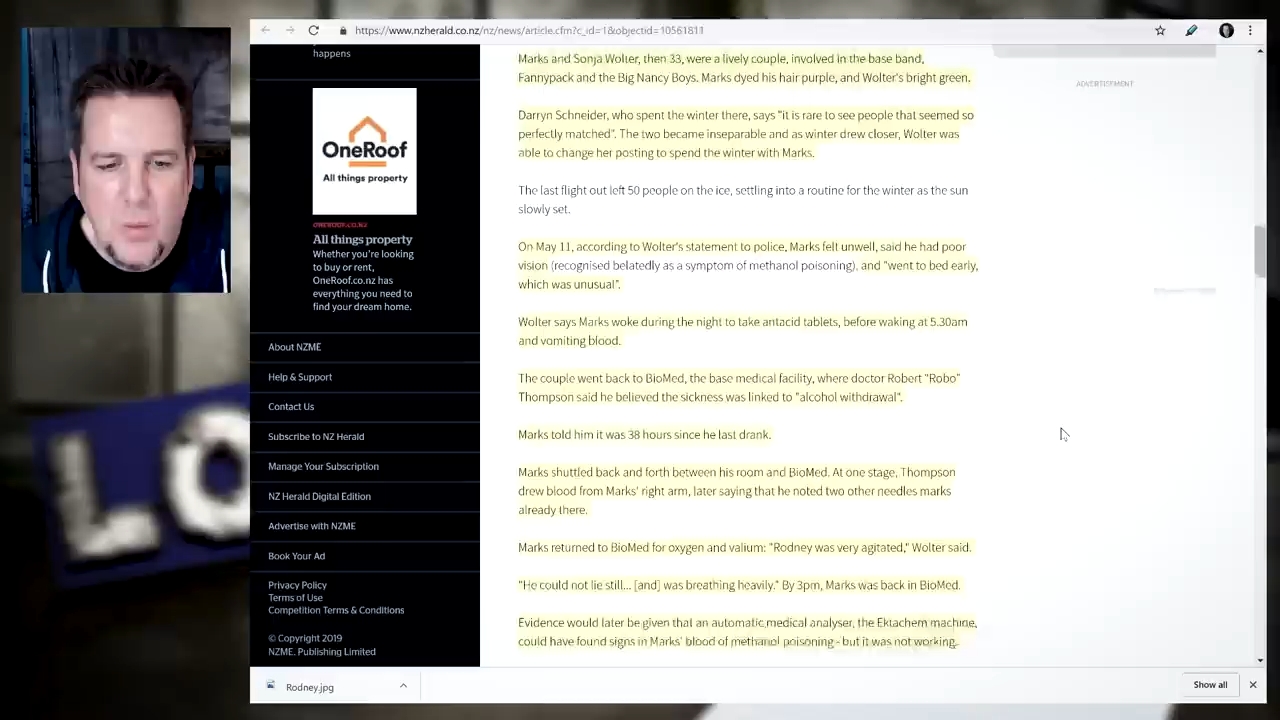 https://www.nzherald.co.nz/nz/news/article.cfm?c_id=1&objectid=10561811
happens
OneRoof
All things property
ONEROOF.CO.NZ
All things property
Whether you're looking
to buy or rent,
OneRoof.co.nz has
everything you need to
find your dream home.
About NZME
Help & Support
Contact Us
Subscribe to NZ Herald
Manage Your Subscription
NZ Herald Digital Edition
Advertise with NZME
Book Your Ad
Privacy Policy
Terms of Use
Competition Terms & Conditions
© Copyright 2019
NZME. Publishing Limited
Marks and Sonja Wolter, then 33, were a lively couple, involved in the base band,
Fannypack and the Big Nancy Boys. Marks dyed his hair purple, and Wolter's bright green.
Darryn Schneider, who spent the winter there, says "it is rare to see people that seemed so
perfectly matched". The two became inseparable and as winter drew closer, Wolter was
able to change her posting to spend the winter with Marks.
The last flight out left 50 people on the ice, settling into a routine for the winter as the sun
slowly set.
On May 11, according to Wolter's statement to police, Marks felt unwell, said he had poor
vision (recognised belatedly as a symptom of methanol poisoning), and "went to bed early,
which was unusual".
Wolter says Marks woke during the night to take antacid tablets, before waking at 5.30am
and vomiting blood.
The couple went back to BioMed, the base medical facility, where doctor Robert "Robo"
Thompson said he believed the sickness was linked to "alcohol withdrawal".
Marks told him it was 38 hours since he last drank.
Marks shuttled back and forth between his room and BioMed. At one stage, Thompson
drew blood from Marks' right arm, later saying that he noted two other needles marks
already there.
Marks returned to BioMed for oxygen and valium: "Rodney was very agitated," Wolter said.
"He could not lie still... [and] was breathing heavily." By 3pm, Marks was back in BioMed.
Evidence would later be given that an automatic medical analyser, the Ektachem machine,
could have found signs in Marks' blood of methanol poisoning - but it was not working.
ADVERTISEMENT
LO
Rodney.jpg
Show all